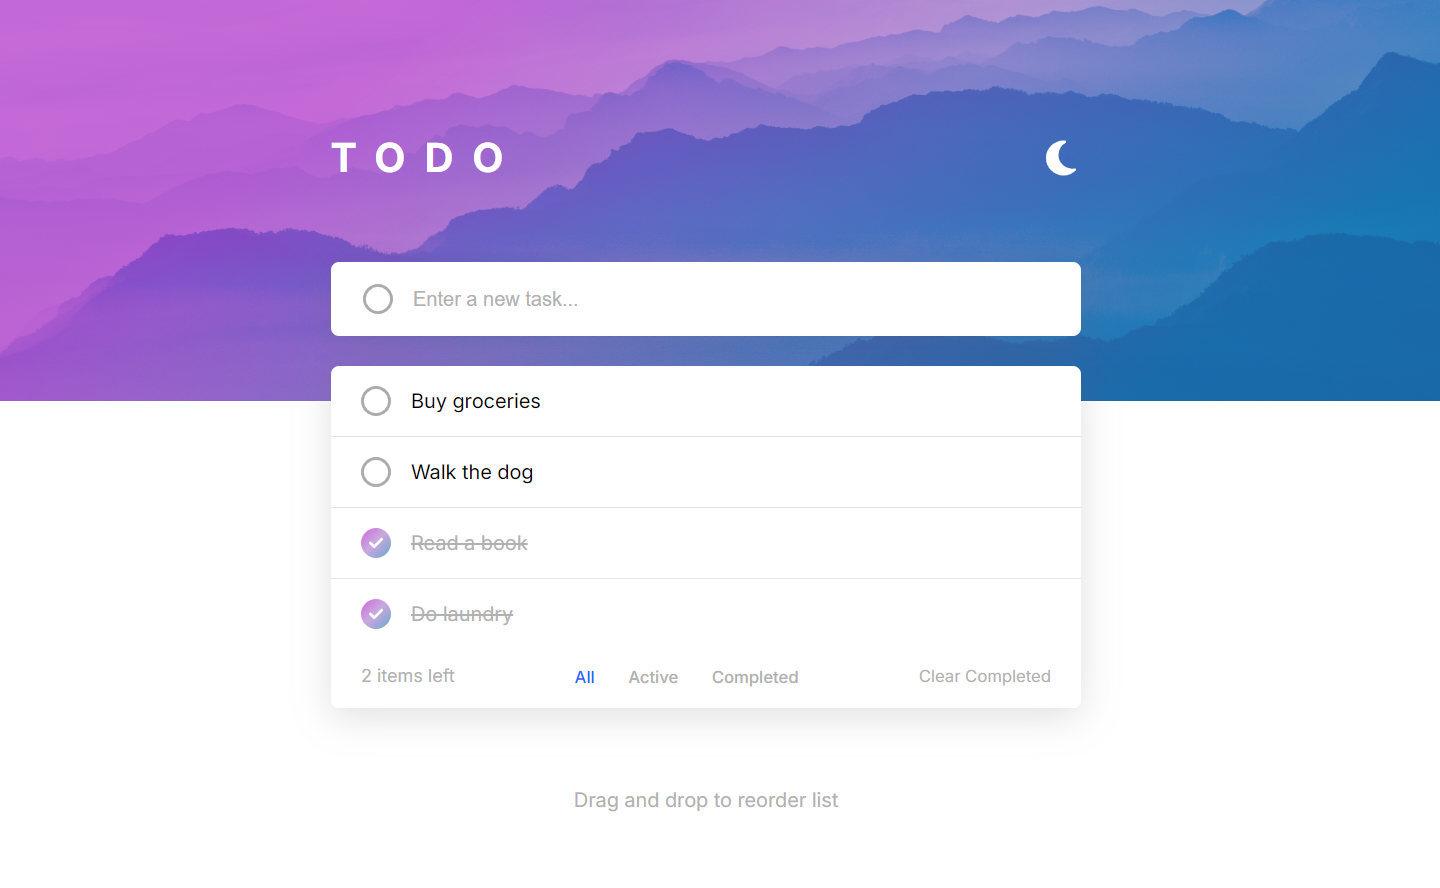 TODO
Enter a new task...
Buy groceries
Walk the dog
Read a book
Do laundry
2 items left All Active Completed Clear Completed
Drag and drop to reorder list